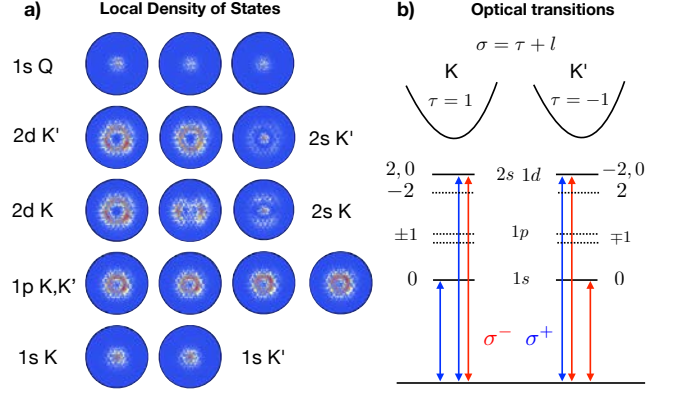 a) Local Density of States
1s Q
2d K' 2s K'
2d K 2s K
1p K,K'
1s K 1s K'
b) Optical transitions
σ = τ + l
K K'
τ = 1 τ = −1
2, 0 2s 1d −2, 0
−2 2
±1 1p ∓1
0 1s 0
σ− σ+